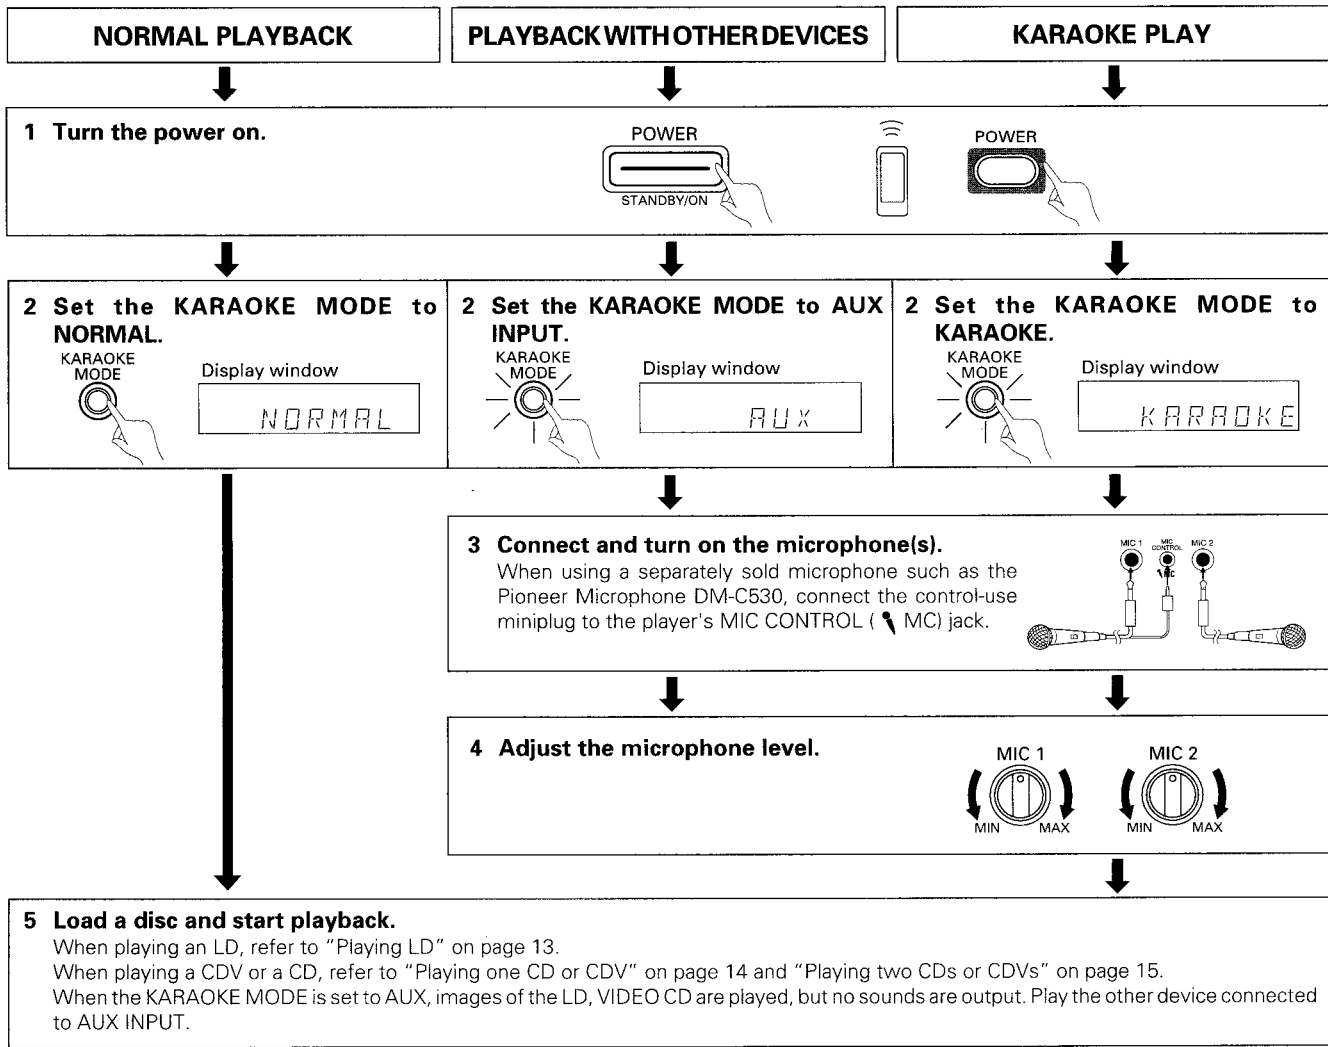 NORMAL PLAYBACK
PLAYBACK WITH OTHER DEVICES
KARAOKE PLAY
1 Turn the power on.
POWER
STANDBY/ON
POWER
2 Set the KARAOKE MODE to
NORMAL.
KARAOKE
MODE
Display window
NORMAL
2 Set the KARAOKE MODE to AUX
INPUT.
KARAOKE
MODE
Display window
AUX
2 Set the KARAOKE MODE to
KARAOKE.
KARAOKE
MODE
Display window
KARAOKE
3 Connect and turn on the microphone(s).
When using a separately sold microphone such as the
Pioneer Microphone DM-C530, connect the control-use
miniplug to the player's MIC CONTROL ( MC) jack.
MIC 1
MIC
CONTROL
MIC 2
MC
4 Adjust the microphone level.
MIC 1
MIN MAX
MIC 2
MIN MAX
5 Load a disc and start playback.
When playing an LD, refer to "Playing LD" on page 13.
When playing a CDV or a CD, refer to "Playing one CD or CDV" on page 14 and "Playing two CDs or CDVs" on page 15.
When the KARAOKE MODE is set to AUX, images of the LD, VIDEO CD are played, but no sounds are output. Play the other device connected
to AUX INPUT.